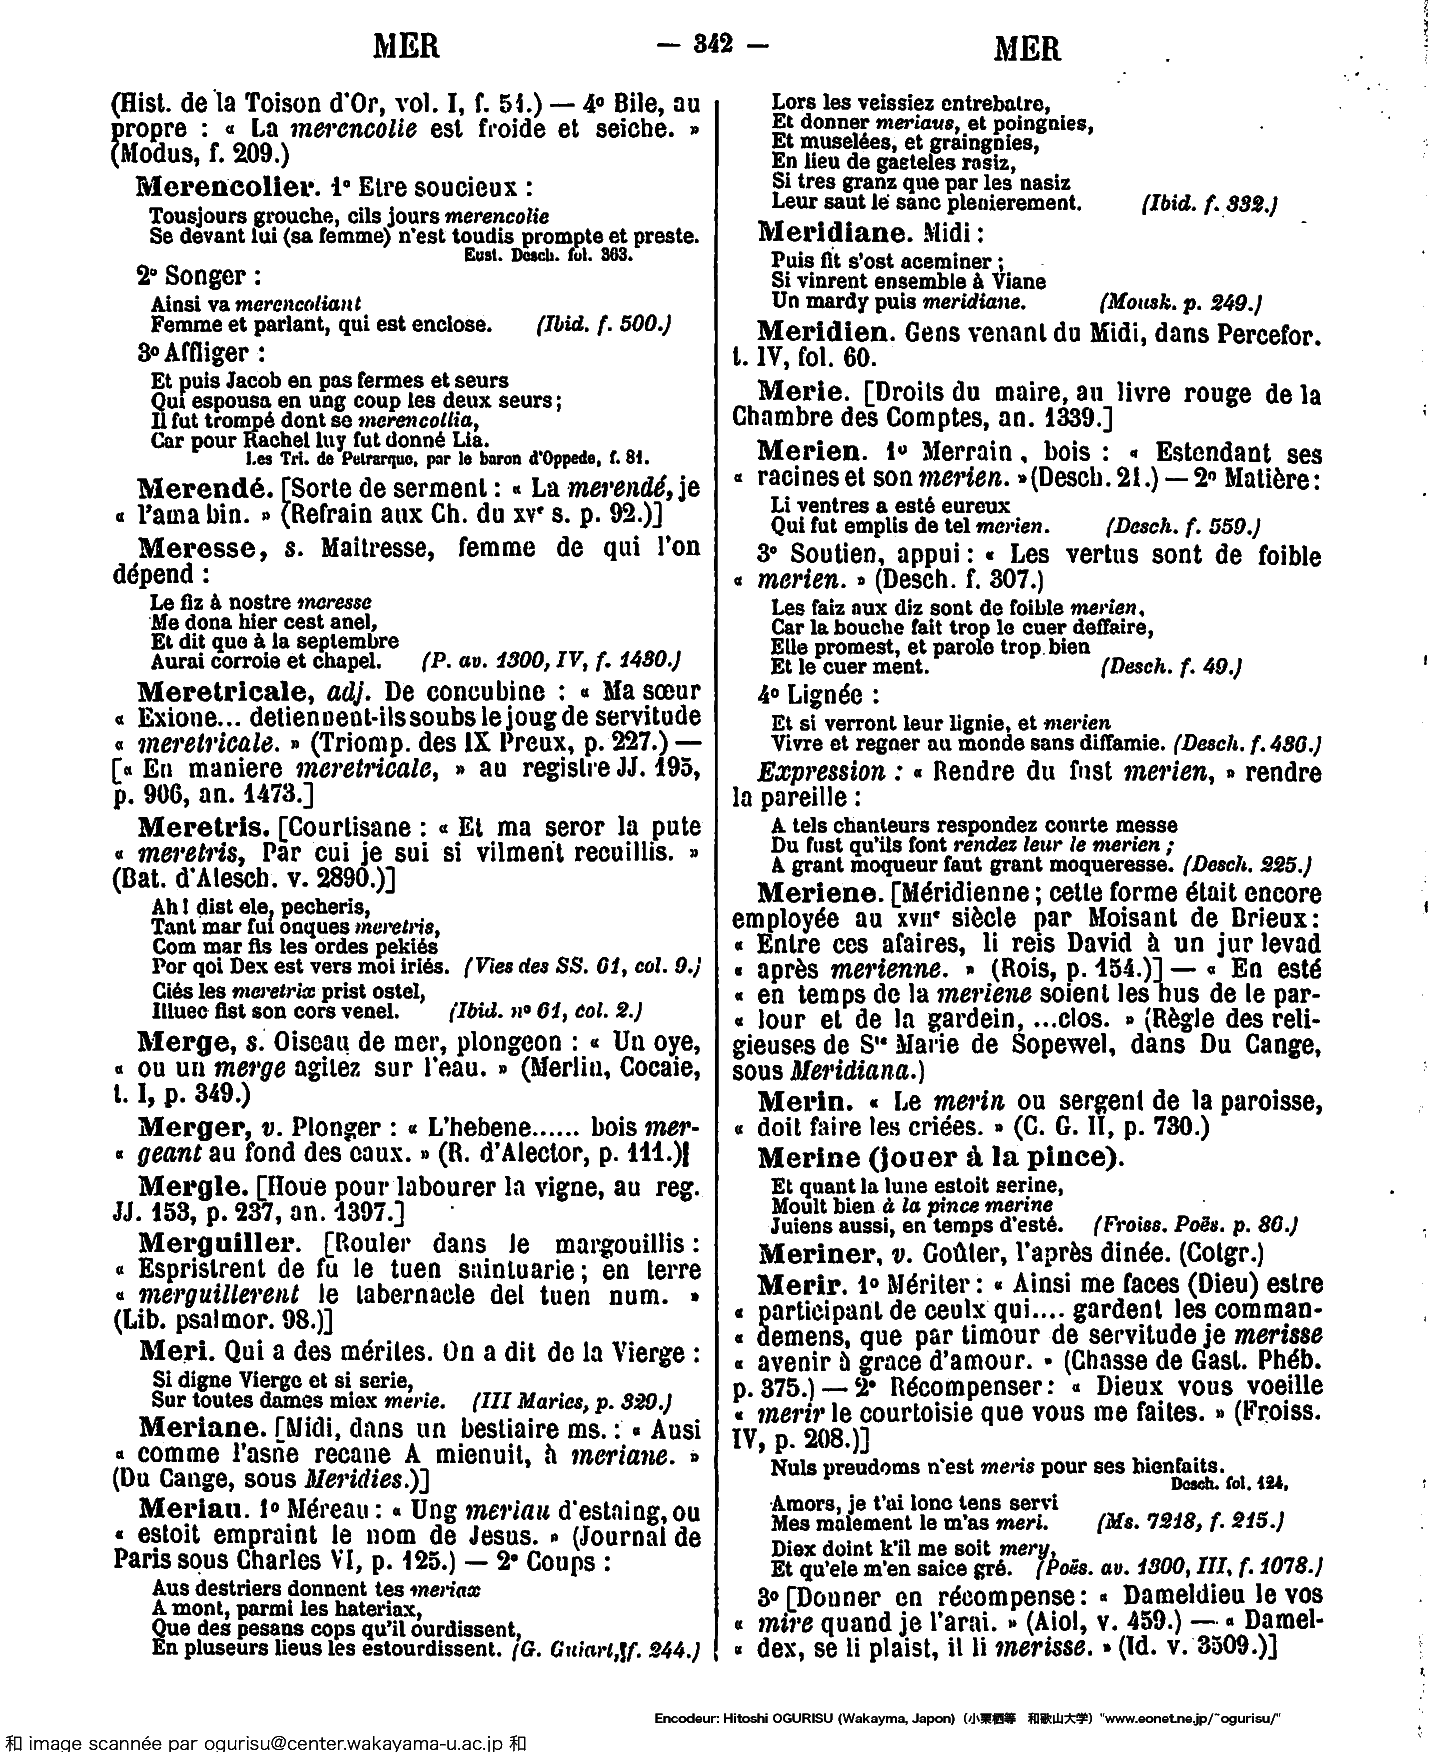 MER — 342 — MER
(Hist. de la Toison d'Or, vol. I, f. 51.) — 4º Bile, au
propre : « La merencolie est froide et seiche. »
(Modus, f. 209.)
Merencolier. 1º Etre soucieux :
Tousjours grouche, cils jours merencolie
Se devant lui (sa femme) n'est toudis prompte et preste.
Eust. Desch. fol. 363.
2º Songer :
Ainsi va merencoliant
Femme et parlant, qui est enclose. (Ibid. f. 500.)
3º Affliger :
Et puis Jacob en pas fermes et seurs
Qui espousa en ung coup les deux seurs ;
Il fut trompé dont se merencollia,
Car pour Rachel luy fut donné Lia.
Les Tri. de Petrarque, par le baron d'Oppede, f. 81.
Merendé. [Sorte de serment : « La merendé, je
« l'ama bin. » (Refrain aux Ch. du XVe s. p. 92.)]
Meresse, s. Maitresse, femme de qui l'on
dépend :
Le fiz à nostre meresse
Me dona hier cest anel,
Et dit que à la septembre
Aurai corroie et chapel. (P. av. 1300, IV, f. 1430.)
Meretricale, adj. De concubine : « Ma sœur
« Exione... detiennent-ils soubs le joug de servitude
« meretricale. » (Triomp. des IX Preux, p. 227.) —
[« En maniere meretricale, » au registre JJ. 195,
p. 906, an. 1473.]
Meretris. [Courtisane : « Et ma seror la pute
« meretris, Par cui je sui si vilment recuillis. »
(Bat. d'Alesch. v. 2890.)]
Ah ! dist ele, pecheris,
Tant mar fui onques meretris,
Com mar fis les ordes pekiés
Por qoi Dex est vers moi iriés. (Vies des SS. 61, col. 9.)
Ciés les meretrix prist ostel,
Illuec fist son cors venel. (Ibid. nº 61, col. 2.)
Merge, s. Oiseau de mer, plongeon : « Un oye,
« ou un merge agitez sur l'eau. » (Merlin, Cocaie,
t. I, p. 349.)
Merger, v. Plonger : « L'hebene...... bois mer-
« geant au fond des eaux. » (R. d'Alector, p. 111.)]
Mergle. [Houe pour labourer la vigne, au reg.
JJ. 153, p. 237, an. 1397.]
Merguiller. [Rouler dans le margouillis :
« Espristrent de fu le tuen saintuarie ; en terre
« merguillerent le tabernacle del tuen num. »
(Lib. psalmor. 98.)]
Meri. Qui a des mérites. On a dit de la Vierge :
Si digne Vierge et si serie,
Sur toutes dames miex merie. (III Maries, p. 329.)
Meriane. [Midi, dans un bestiaire ms. : « Ausi
« comme l'asne recane A mienuit, à meriane. »
(Du Cange, sous Meridies.)]
Meriau. 1º Méreau : « Ung meriau d'estaing, ou
« estoit empraint le nom de Jesus. » (Journal de
Paris sous Charles VI, p. 125.) — 2º Coups :
Aus destriers donnent tes meriax
A mont, parmi les hateriax,
Que des pesans cops qu'il ourdissent,
En pluseurs lieus les estourdissent. (G. Guiart, f. 244.)
Lors les veissiez entrebatre,
Et donner meriaus, et poingnies,
Et muselées, et graingnies,
En lieu de gasteles rasiz,
Si tres granz que par les nasiz
Leur saut le sanc plenierement. (Ibid. f. 332.)
Meridiane. Midi :
Puis fit s'ost aceminer ;
Si vinrent ensemble à Viane
Un mardy puis meridiane. (Mousk. p. 249.)
Meridien. Gens venant du Midi, dans Percefor.
t. IV, fol. 60.
Merie. [Droits du maire, au livre rouge de la
Chambre des Comptes, an. 1339.]
Merien. 1º Merrain, bois : « Estendant ses
« racines et son merien. » (Desch. 21.) — 2º Matière :
Li ventres a esté eureux
Qui fut emplis de tel merien. (Desch. f. 559.)
3º Soutien, appui : « Les vertus sont de foible
« merien. » (Desch. f. 307.)
Les faiz aux diz sont de foible merien,
Car la bouche fait trop le cuer deffaire,
Elle promest, et parole trop bien
Et le cuer ment. (Desch. f. 49.)
4º Lignée :
Et si verront leur lignie, et merien
Vivre et regner au monde sans diffamie. (Desch. f. 486.)
Expression : « Rendre du fust merien, » rendre
la pareille :
A tels chanteurs respondez courte messe
Du fust qu'ils font rendez leur le merien ;
A grant moqueur faut grant moqueresse. (Desch. 225.)
Meriene. [Méridienne ; cette forme était encore
employée au XVIIe siècle par Moisant de Brieux :
« Entre ces afaires, li reis David à un jur levad
« après merienne. » (Rois, p. 154.)] — « En esté
« en temps de la meriene soient les hus de le par-
« lour et de la gardein, ...clos. » (Règle des reli-
gieuses de Ste Marie de Sopewel, dans Du Cange,
sous Meridiana.)
Merin. « Le merin ou sergent de la paroisse,
« doit faire les criées. » (C. G. II, p. 730.)
Merine (jouer à la pince).
Et quant la lune estoit serine,
Moult bien à la pince merine
Juiens aussi, en temps d'esté. (Froiss. Poës. p. 86.)
Meriner, v. Goûter, l'après dinée. (Cotgr.)
Merir. 1º Mériter : « Ainsi me faces (Dieu) estre
« participant de ceulx qui.... gardent les comman-
« demens, que par timour de servitude je merisse
« avenir à grace d'amour. » (Chasse de Gast. Phéb.
p. 375.) — 2º Récompenser : « Dieux vous voeille
« merir le courtoisie que vous me faites. » (Froiss.
IV, p. 208.)]
Nuls preudoms n'est meris pour ses bienfaits.
Desch. fol. 124,
Amors, je t'ai lonc tens servi
Mes malement le m'as meri. (Ms. 7218, f. 215.)
Diex doint k'il me soit mery,
Et qu'ele m'en saice gré. (Poës. av. 1300, III, f. 1078.)
3º [Donner en récompense : « Dameldieu le vos
« mire quand je l'arai. » (Aiol, v. 459.) — « Damel-
« dex, se li plaist, il li merisse. » (Id. v. 3509.)]
Encodeur: Hitoshi OGURISU (Wakayma, Japon) (小栗栖等 和歌山大学) "www.eonet.ne.jp/~ogurisu/"
和 image scannée par ogurisu@center.wakayama-u.ac.jp 和